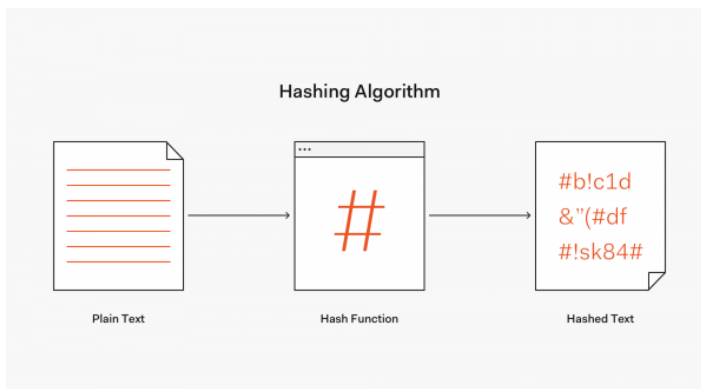 Hashing Algorithm
#
#b!c1d
&”(#df
#!sk84#
Plain Text
Hash Function
Hashed Text